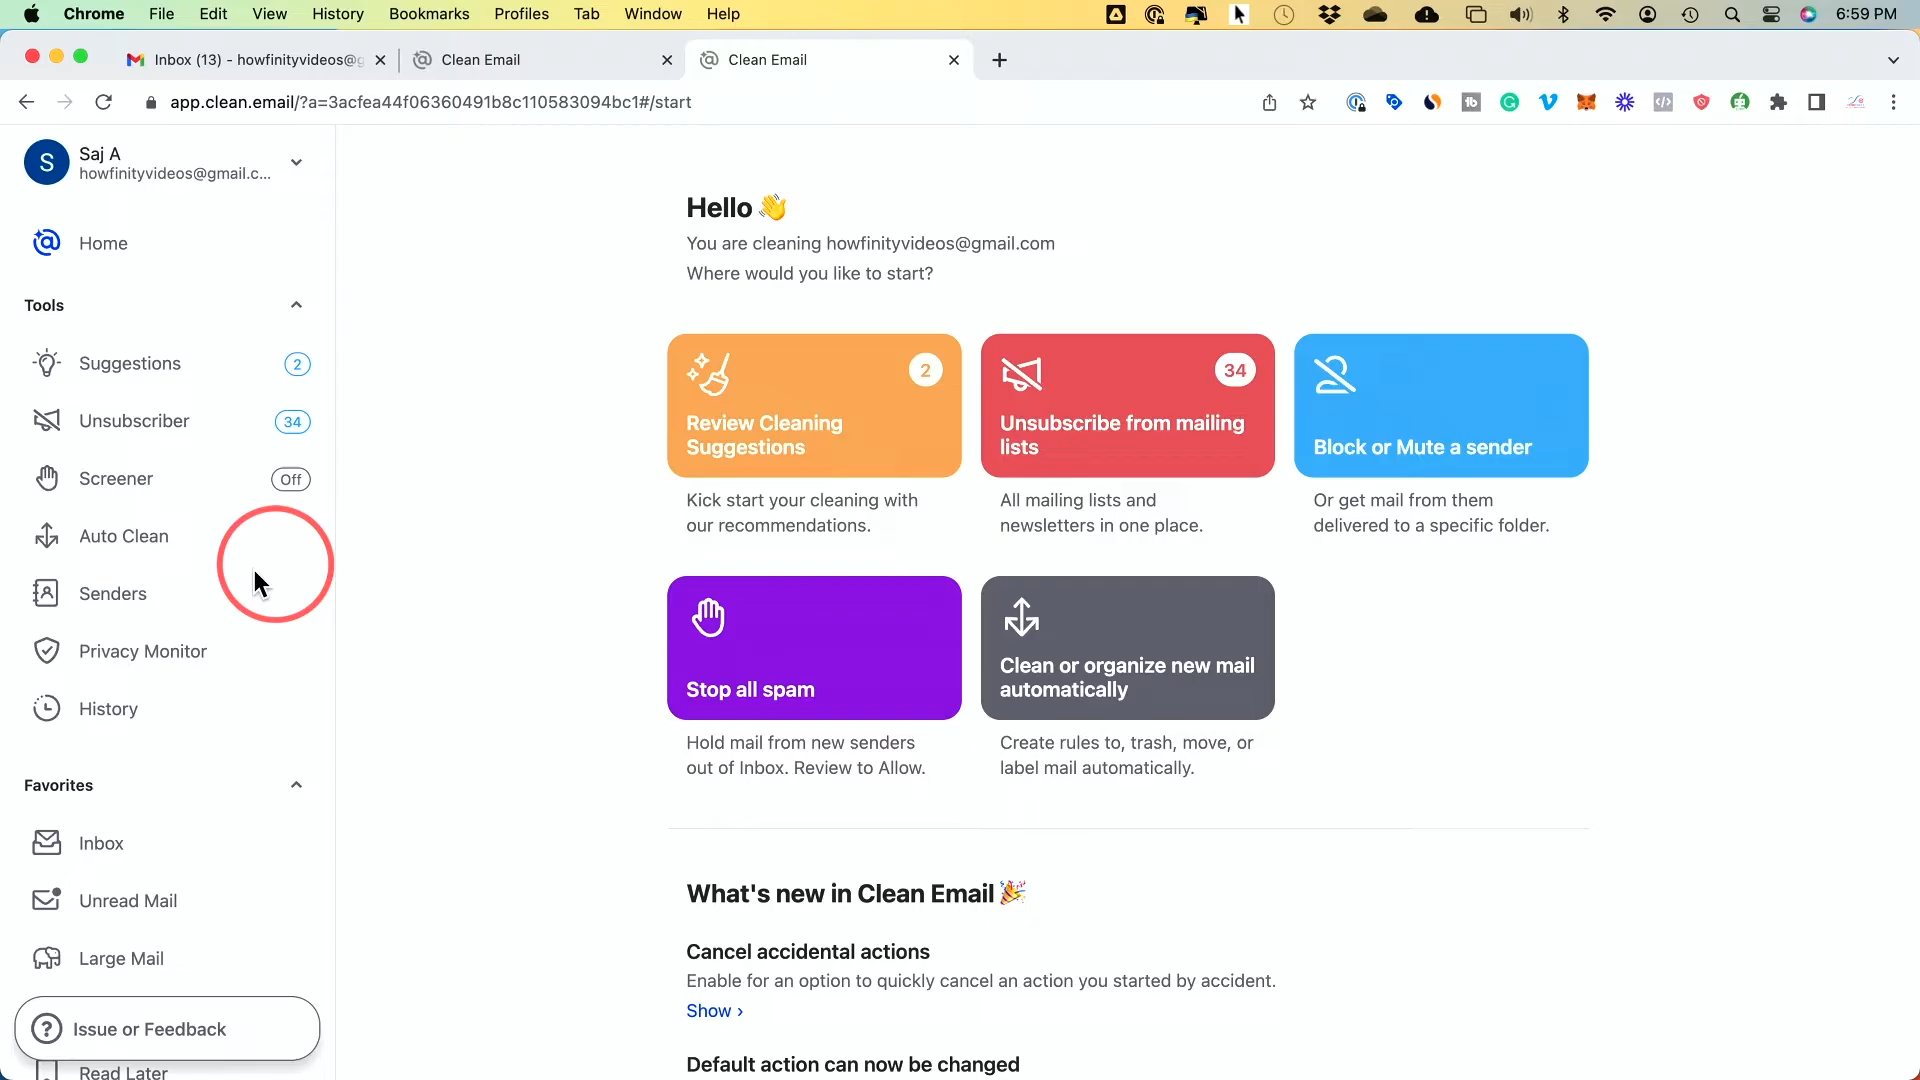 Chrome File Edit View History Bookmarks Profiles Tab Window Help 6:59 PM
Inbox (13) - howfinityvideos@g
Clean Email
Clean Email
app.clean.email/?a=3acfea44f06360491b8c110583094bc1#/start
S
Saj A
howfinityvideos@gmail.c...
Home
Tools
Suggestions 2
Unsubscriber 34
Screener Off
Auto Clean
Senders
Privacy Monitor
History
Favorites
Inbox
Unread Mail
Large Mail
? Issue or Feedback
Read Later
Hello 👋
You are cleaning howfinityvideos@gmail.com
Where would you like to start?
2
Review Cleaning
Suggestions
Kick start your cleaning with
our recommendations.
34
Unsubscribe from mailing
lists
All mailing lists and
newsletters in one place.
Block or Mute a sender
Or get mail from them
delivered to a specific folder.
Stop all spam
Hold mail from new senders
out of Inbox. Review to Allow.
Clean or organize new mail
automatically
Create rules to, trash, move, or
label mail automatically.
What's new in Clean Email 🎉
Cancel accidental actions
Enable for an option to quickly cancel an action you started by accident.
Show ›
Default action can now be changed